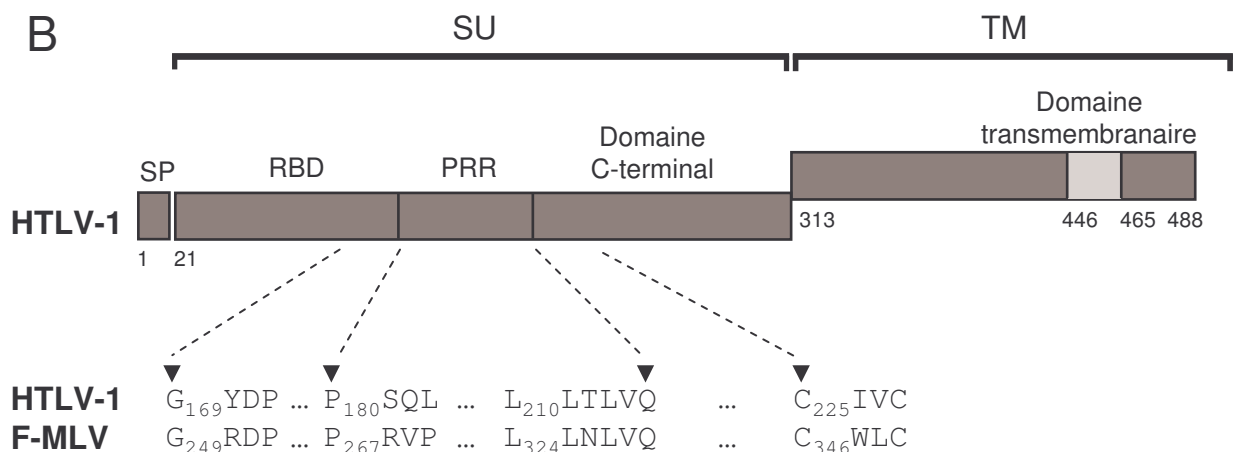 B
SU
TM
Domaine
transmembranaire
Domaine
C-terminal
SP
RBD
PRR
HTLV-1
313
446
465
488
1
21
HTLV-1 G169YDP ... P180SQL ... L210LTLVQ ... C225IVC
F-MLV G249RDP ... P267RVP ... L324LNLVQ ... C346WLC